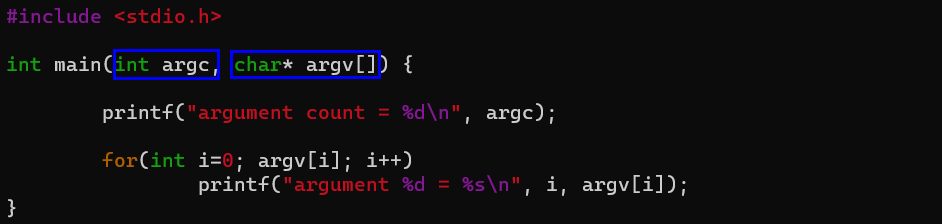 #include <stdio.h>
int main(int argc, char* argv[]) {
printf("argument count = %d\n", argc);
for(int i=0; argv[i]; i++)
printf("argument %d = %s\n", i, argv[i]);
}